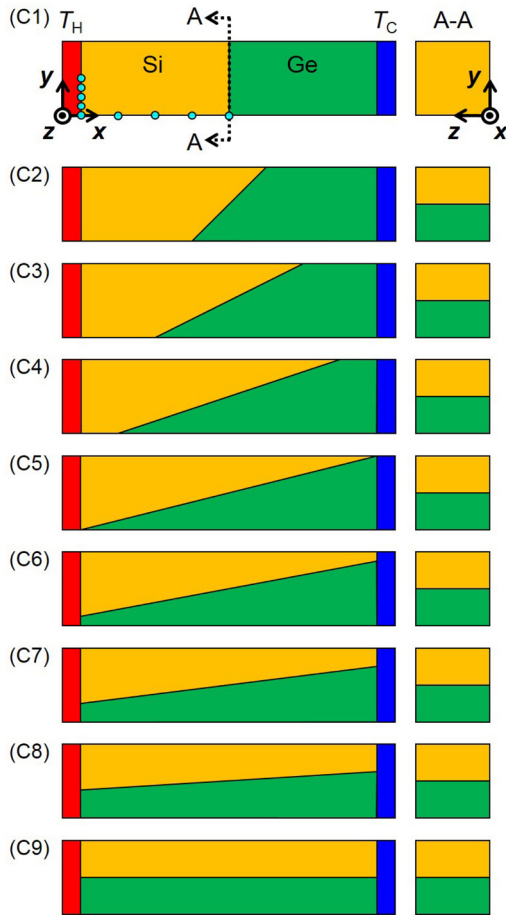 (C1) T_H A T_C A-A
Si Ge
y y
z x z x
A
(C2)
(C3)
(C4)
(C5)
(C6)
(C7)
(C8)
(C9)